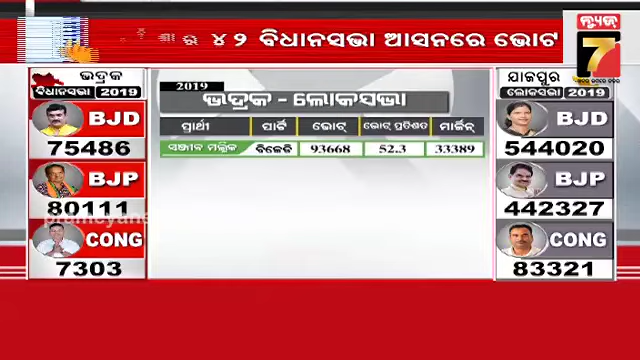 ନ୍ୟୁଜ୍
7
୪୨ ବିଧାନସଭା ଆସନରେ ଭୋଟ
ଭଦ୍ରକ
ବିଧାନସଭା 2019
BJD
75486
BJP
80111
CONG
7303
2019
ଭଦ୍ରକ - ଲୋକସଭା
ପ୍ରାର୍ଥୀ ପାର୍ଟି ଭୋଟ୍ ଭୋଟ୍ ପ୍ରତିଶତ ମାର୍ଜିନ୍
ସଞ୍ଜୀବ ମଲ୍ଲିକ ବିଜେଡି 93668 52.3 33389
ଯାଜପୁର
ଲୋକସଭା 2019
BJD
544020
BJP
442327
CONG
83321